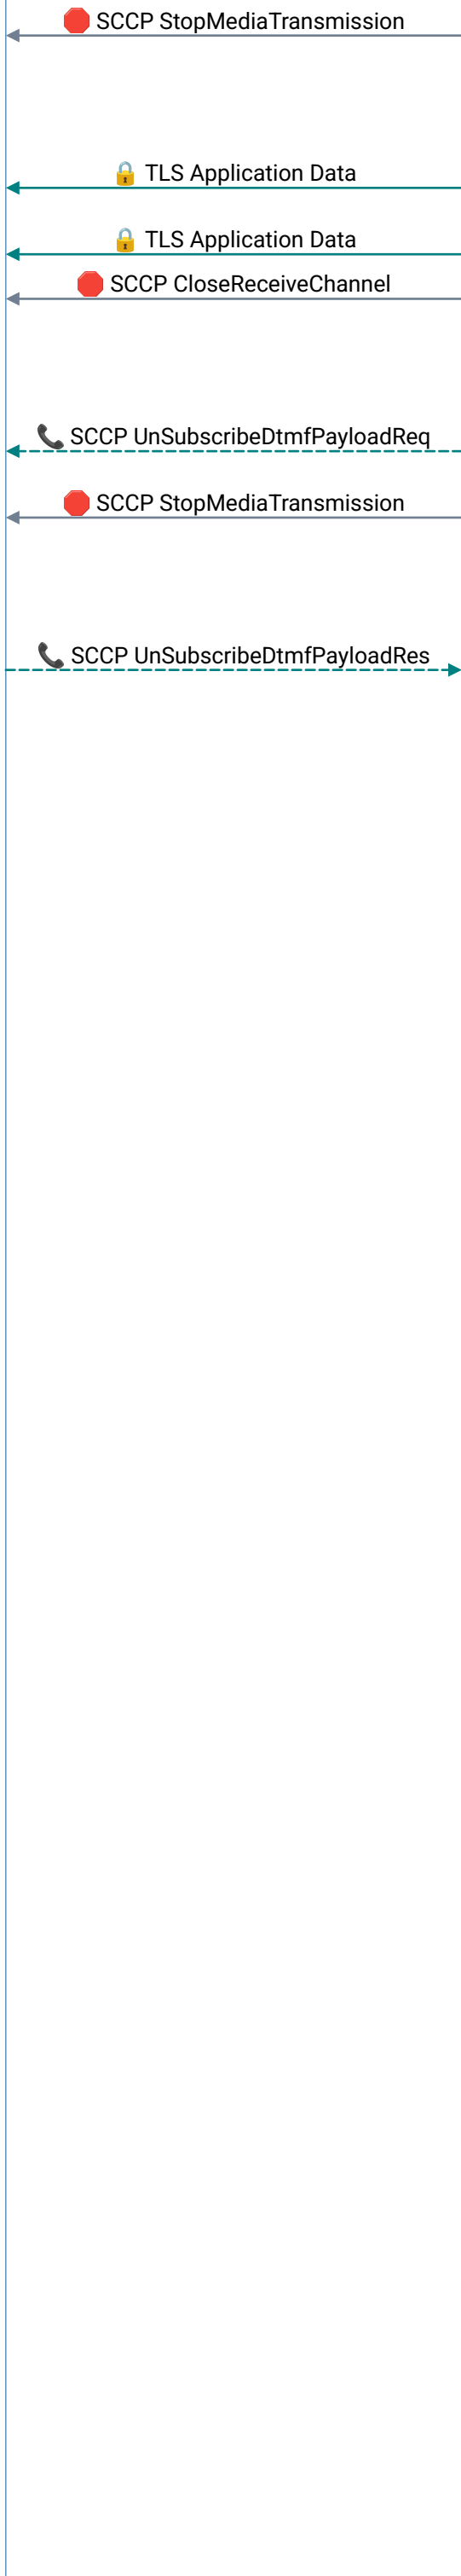 🛑 SCCP StopMediaTransmission
🔒 TLS Application Data
🔒 TLS Application Data
🛑 SCCP CloseReceiveChannel
📞 SCCP UnSubscribeDtmfPayloadReq
🛑 SCCP StopMediaTransmission
📞 SCCP UnSubscribeDtmfPayloadRes